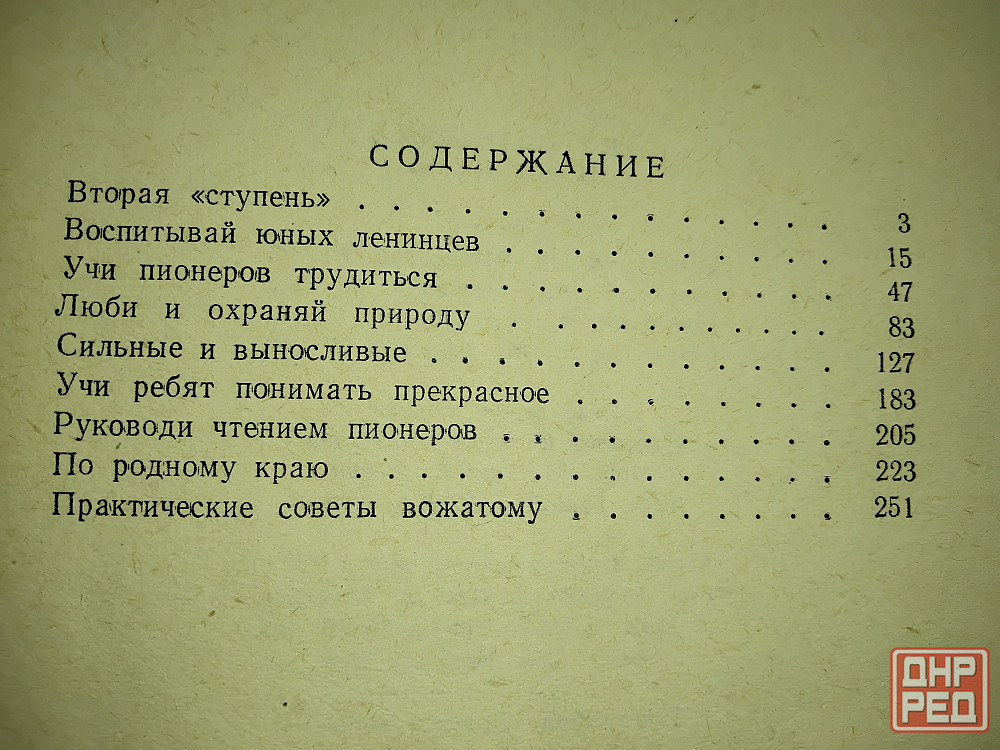 СОДЕРЖАНИЕ
Вторая «ступень» . . . . . . . . . . . . . . 3
Воспитывай юных ленинцев . . . . . . . . . . 15
Учи пионеров трудиться . . . . . . . . . . . 47
Люби и охраняй природу . . . . . . . . . . 83
Сильные и выносливые . . . . . . . . . . . . 127
Учи ребят понимать прекрасное . . . . . . . . 183
Руководи чтением пионеров . . . . . . . . . . 205
По родному краю . . . . . . . . . . . . . . 223
Практические советы вожатому . . . . . . . . 251
ДНР
РЕД